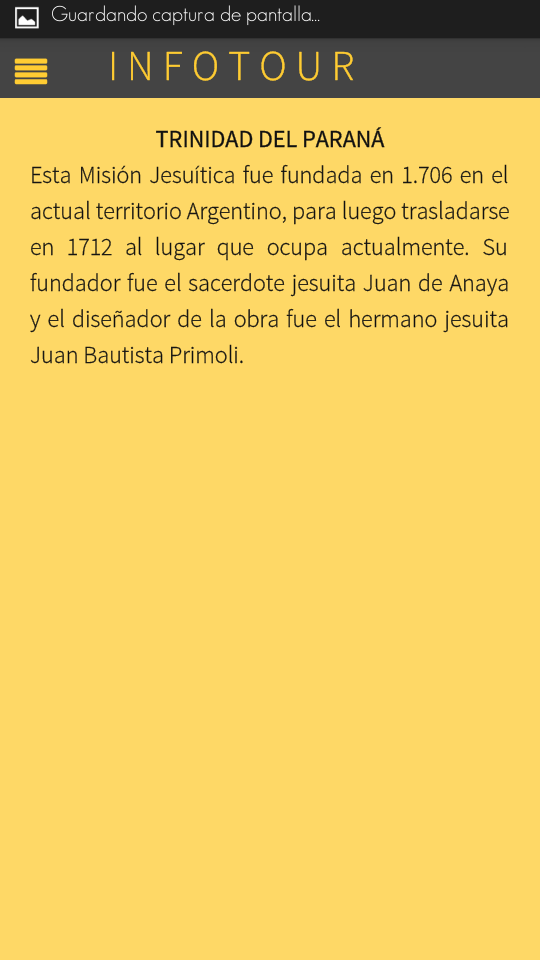 Guardando captura de pantalla...
INFOTOUR
TRINIDAD DEL PARANÁ
Esta Misión Jesuítica fue fundada en 1.706 en el
actual territorio Argentino, para luego trasladarse
en 1712 al lugar que ocupa actualmente. Su
fundador fue el sacerdote jesuita Juan de Anaya
y el diseñador de la obra fue el hermano jesuita
Juan Bautista Primoli.